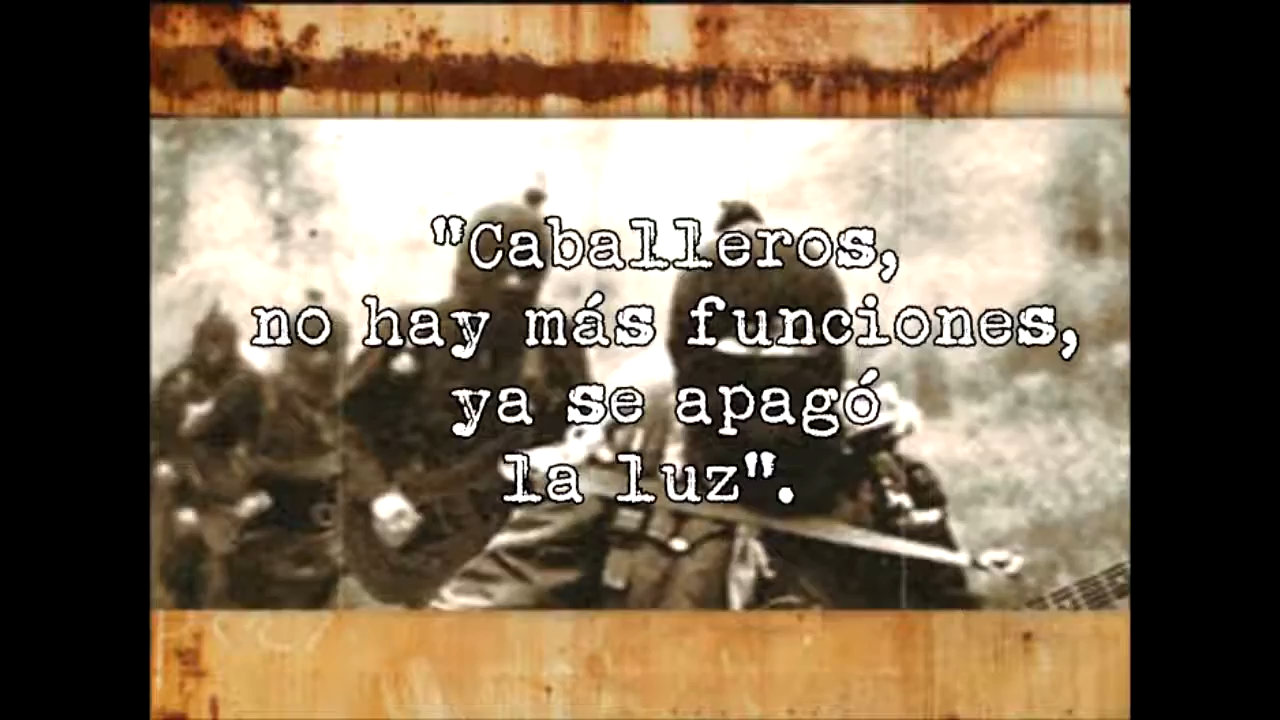 "Caballeros,
no hay más funciones,
ya se apagó
la luz".